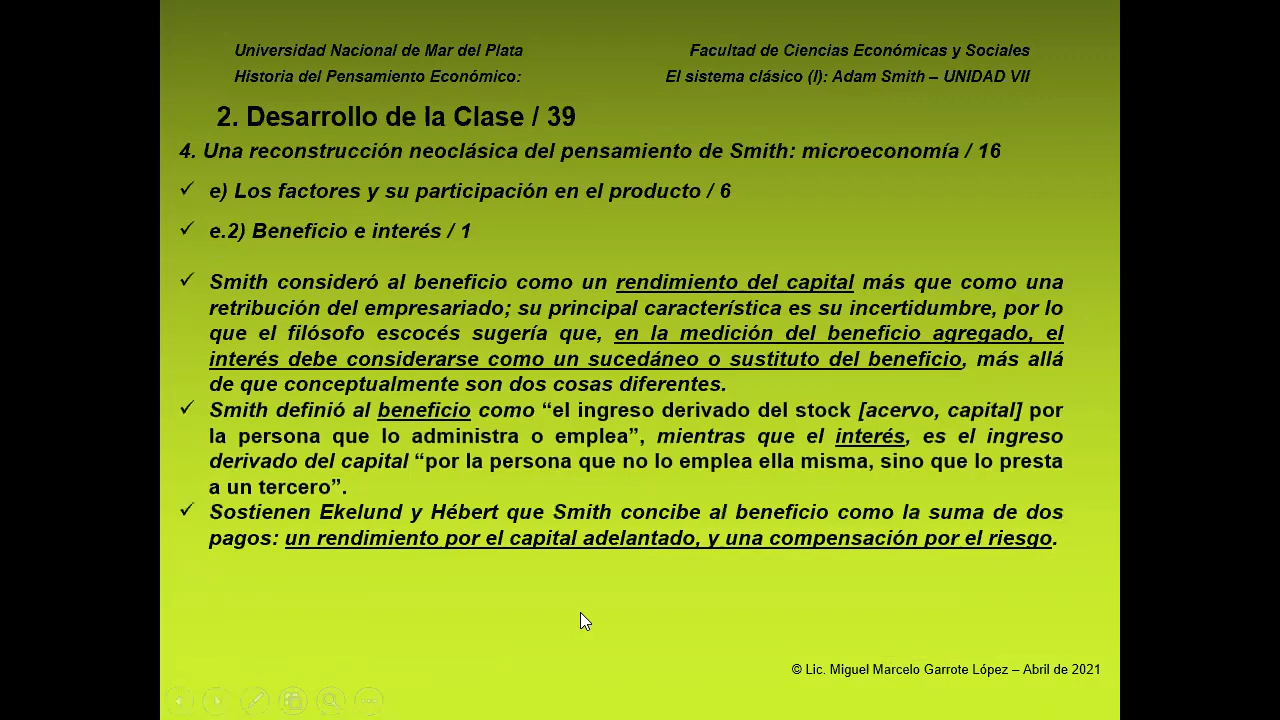 Universidad Nacional de Mar del Plata
Facultad de Ciencias Económicas y Sociales
Historia del Pensamiento Económico:
El sistema clásico (I): Adam Smith – UNIDAD VII
2. Desarrollo de la Clase / 39
4. Una reconstrucción neoclásica del pensamiento de Smith: microeconomía / 16
✓ e) Los factores y su participación en el producto / 6
✓ e.2) Beneficio e interés / 1
✓ Smith consideró al beneficio como un rendimiento del capital más que como una
retribución del empresariado; su principal característica es su incertidumbre, por lo
que el filósofo escocés sugería que, en la medición del beneficio agregado, el
interés debe considerarse como un sucedáneo o sustituto del beneficio, más allá
de que conceptualmente son dos cosas diferentes.
✓ Smith definió al beneficio como “el ingreso derivado del stock [acervo, capital] por
la persona que lo administra o emplea”, mientras que el interés, es el ingreso
derivado del capital “por la persona que no lo emplea ella misma, sino que lo presta
a un tercero”.
✓ Sostienen Ekelund y Hébert que Smith concibe al beneficio como la suma de dos
pagos: un rendimiento por el capital adelantado, y una compensación por el riesgo.
© Lic. Miguel Marcelo Garrote López – Abril de 2021